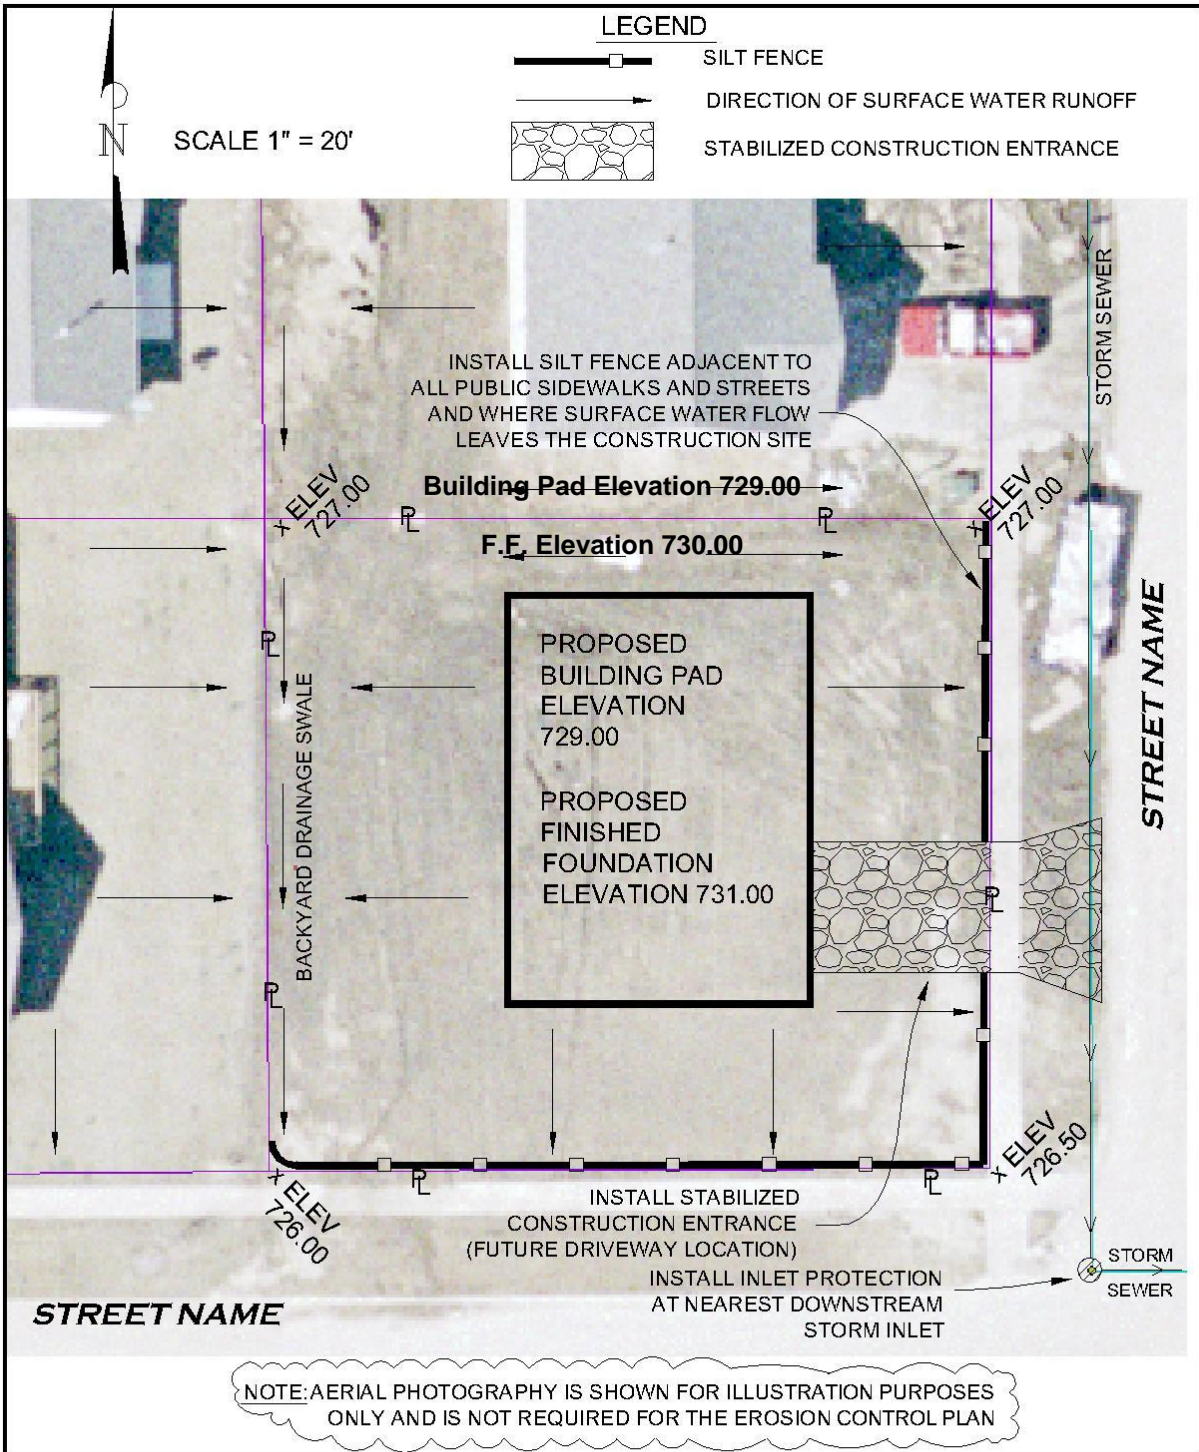 LEGEND
SILT FENCE
DIRECTION OF SURFACE WATER RUNOFF
STABILIZED CONSTRUCTION ENTRANCE
N
SCALE 1" = 20'
STORM SEWER
INSTALL SILT FENCE ADJACENT TO
ALL PUBLIC SIDEWALKS AND STREETS
AND WHERE SURFACE WATER FLOW
LEAVES THE CONSTRUCTION SITE
x ELEV
727.00
Building Pad Elevation 729.00
x ELEV
727.00
PL
PL
F.F. Elevation 730.00
PL
PROPOSED
BUILDING PAD
ELEVATION
729.00
PROPOSED
FINISHED
FOUNDATION
ELEVATION 731.00
BACKYARD DRAINAGE SWALE
STREET NAME
PL
PL
x ELEV
726.00
PL
PL
x ELEV
726.50
INSTALL STABILIZED
CONSTRUCTION ENTRANCE
(FUTURE DRIVEWAY LOCATION)
INSTALL INLET PROTECTION
AT NEAREST DOWNSTREAM
STORM INLET
STORM
SEWER
STREET NAME
NOTE: AERIAL PHOTOGRAPHY IS SHOWN FOR ILLUSTRATION PURPOSES
ONLY AND IS NOT REQUIRED FOR THE EROSION CONTROL PLAN